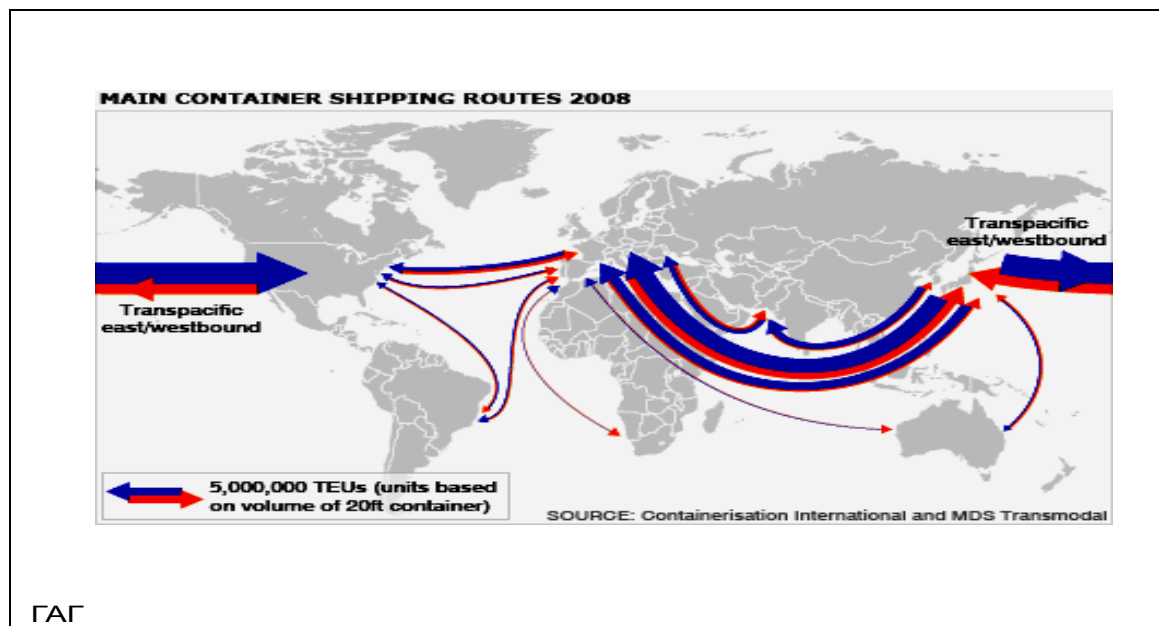 MAIN CONTAINER SHIPPING ROUTES 2008
Transpacific
east/westbound
Transpacific
east/westbound
5,000,000 TEUs (units based
on volume of 20ft container)
SOURCE: Containerisation International and MDS Transmodal
ГАГ